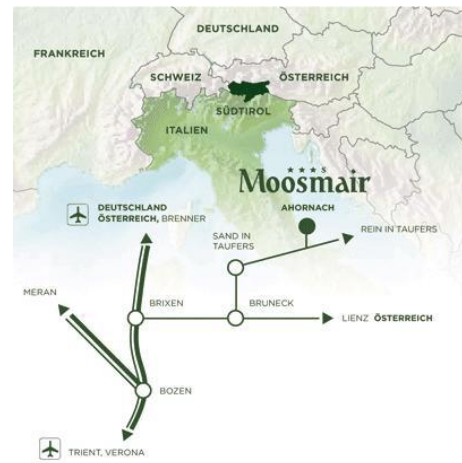 DEUTSCHLAND
FRANKREICH
SCHWEIZ
ÖSTERREICH
SÜDTIROL
ITALIEN
★★★S
Moosmair
AHORNACH
DEUTSCHLAND
ÖSTERREICH, BRENNER
SAND IN
TAUFERS
REIN IN TAUFERS
MERAN
BRIXEN
BRUNECK
LIENZ ÖSTERREICH
BOZEN
TRIENT, VERONA